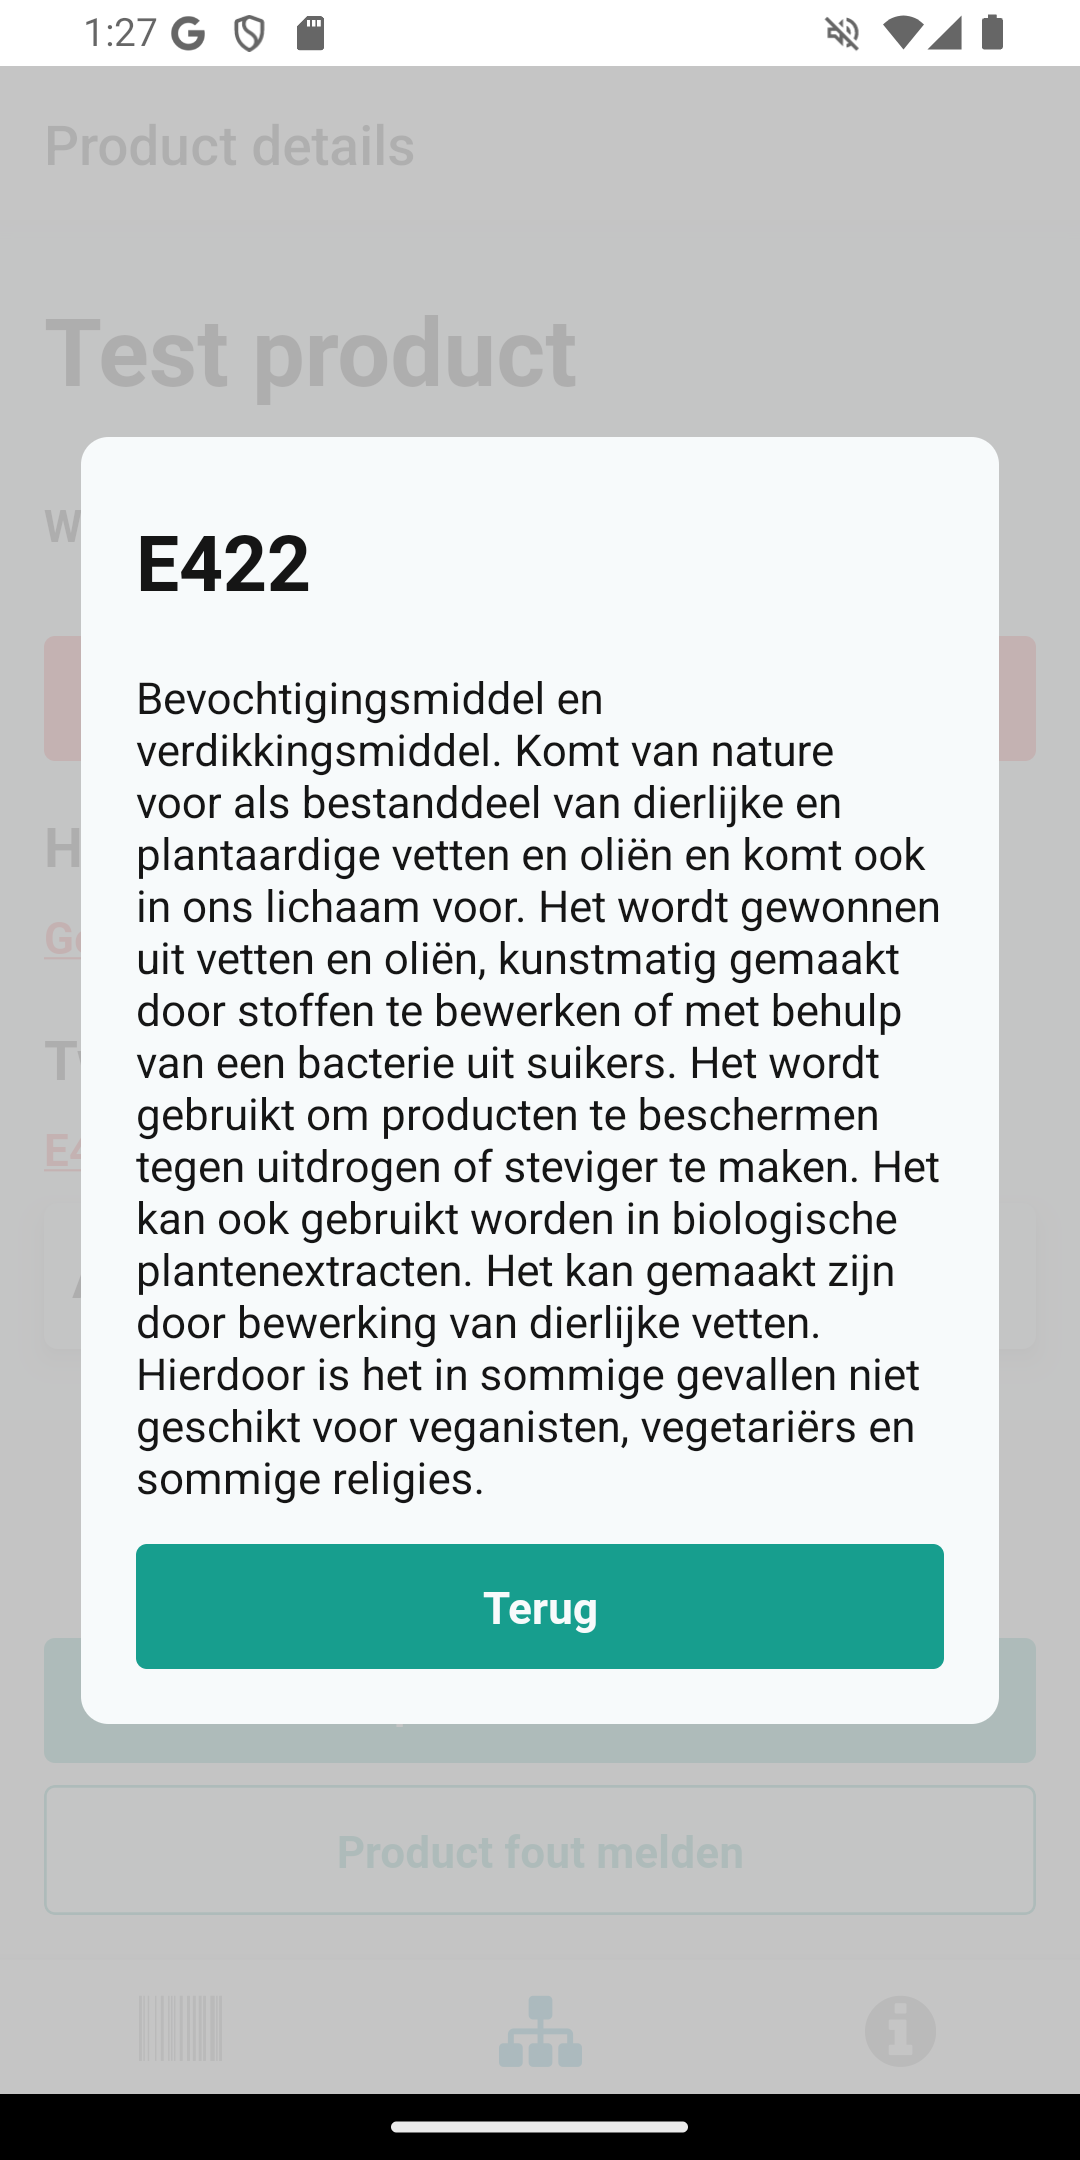 1:27
Product details
Test product
E422
Bevochtigingsmiddel en
verdikkingsmiddel. Komt van nature
voor als bestanddeel van dierlijke en
plantaardige vetten en oliën en komt ook
in ons lichaam voor. Het wordt gewonnen
uit vetten en oliën, kunstmatig gemaakt
door stoffen te bewerken of met behulp
van een bacterie uit suikers. Het wordt
gebruikt om producten te beschermen
tegen uitdrogen of steviger te maken. Het
kan ook gebruikt worden in biologische
plantenextracten. Het kan gemaakt zijn
door bewerking van dierlijke vetten.
Hierdoor is het in sommige gevallen niet
geschikt voor veganisten, vegetariërs en
sommige religies.
Terug
Product fout melden